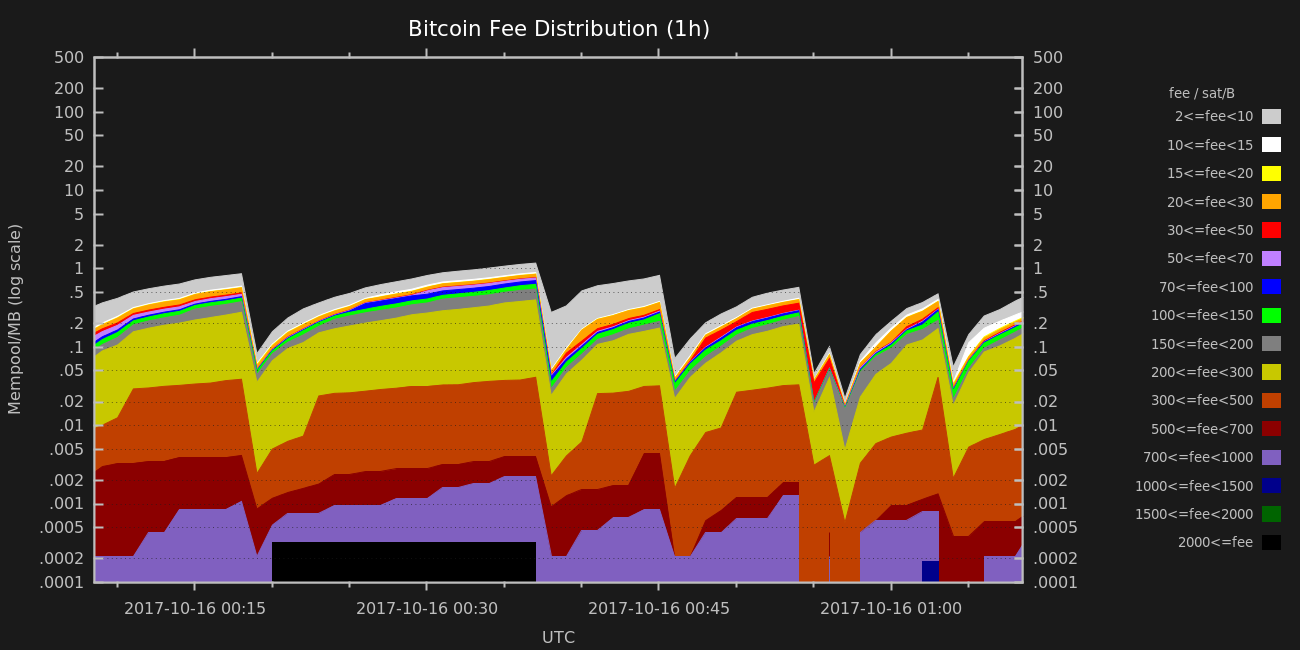 Bitcoin Fee Distribution (1h)
500
200
100
50
20
10
5
2
1
.5
.2
.1
.05
.02
.01
.005
.002
.001
.0005
.0002
.0001
Mempool/MB (log scale)
500
200
100
50
20
10
5
2
1
.5
.2
.1
.05
.02
.01
.005
.002
.001
.0005
.0002
.0001
2017-10-16 00:15 2017-10-16 00:30 2017-10-16 00:45 2017-10-16 01:00
UTC
fee / sat/B
2<=fee<10
10<=fee<15
15<=fee<20
20<=fee<30
30<=fee<50
50<=fee<70
70<=fee<100
100<=fee<150
150<=fee<200
200<=fee<300
300<=fee<500
500<=fee<700
700<=fee<1000
1000<=fee<1500
1500<=fee<2000
2000<=fee